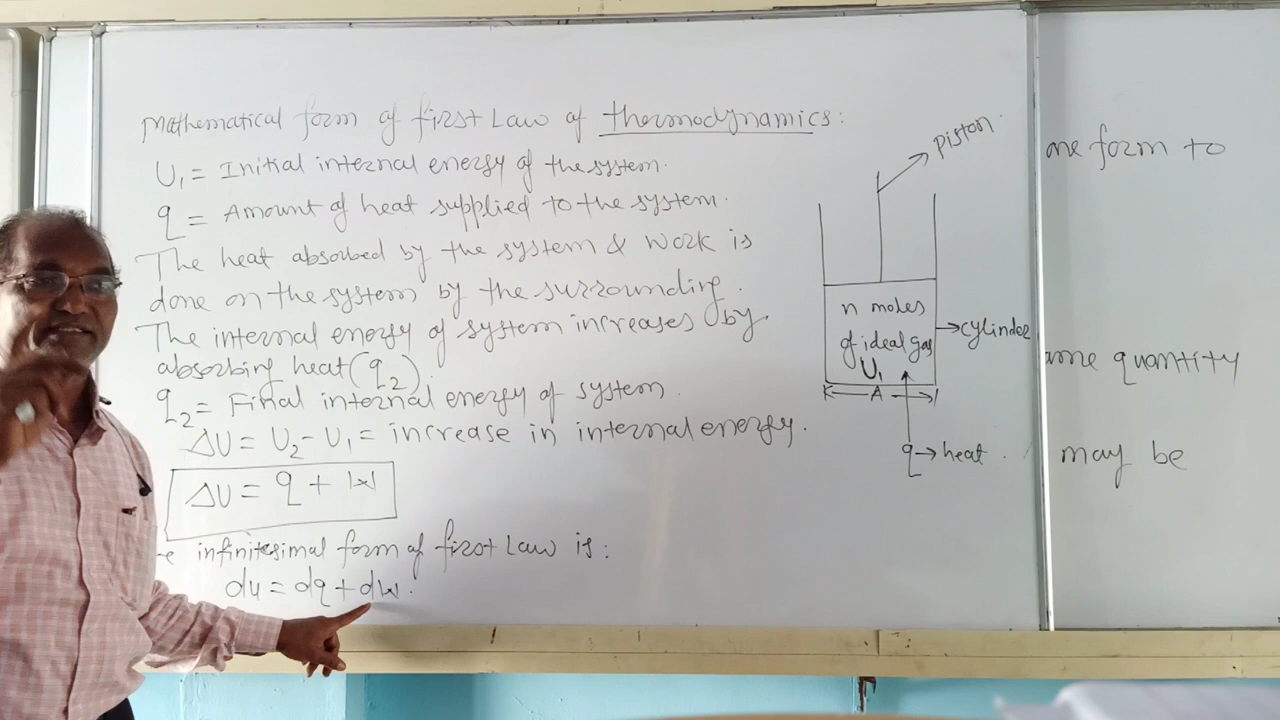 Mathematical form of first Law of thermodynamics:
U₁ = Initial internal energy of the system.
q = Amount of heat supplied to the system.
The heat absorbed by the system & work is
done on the system by the surrounding.
The internal energy of system increases by
absorbing heat (q₂).
q₂ = Final internal energy of system.
ΔU = U₂ – U₁ = increase in internal energy.
ΔU = q + W
infinitesimal form of first Law is:
du = dq + dw.
piston
n moles
of ideal gas
U₁
cylinder
A
q → heat
one form to
ame quantity
may be